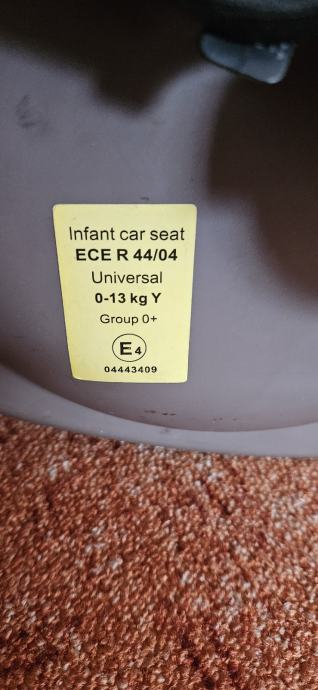 Infant car seat
ECE R 44/04
Universal
0-13 kg Y
Group 0+
E4
04443409